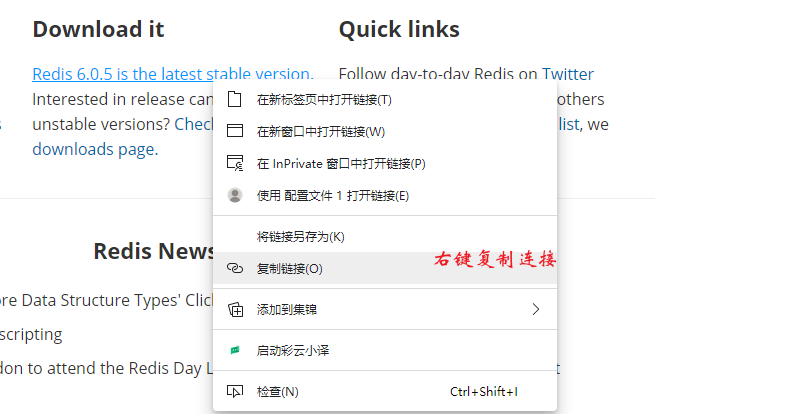 Download it
Quick links
Redis 6.0.5 is the latest stable version.
Follow day-to-day Redis on Twitter
Interested in release can
others
unstable versions? Check
list, we
downloads page.
在新标签页中打开链接(T)
在新窗口中打开链接(W)
在 InPrivate 窗口中打开链接(P)
使用 配置文件 1 打开链接(E)
将链接另存为(K)
Redis News
复制链接(O)
右键复制连接
ore Data Structure Types' Click
添加到集锦
scripting
启动彩云小译
don to attend the Redis Day L
检查(N)
Ctrl+Shift+I